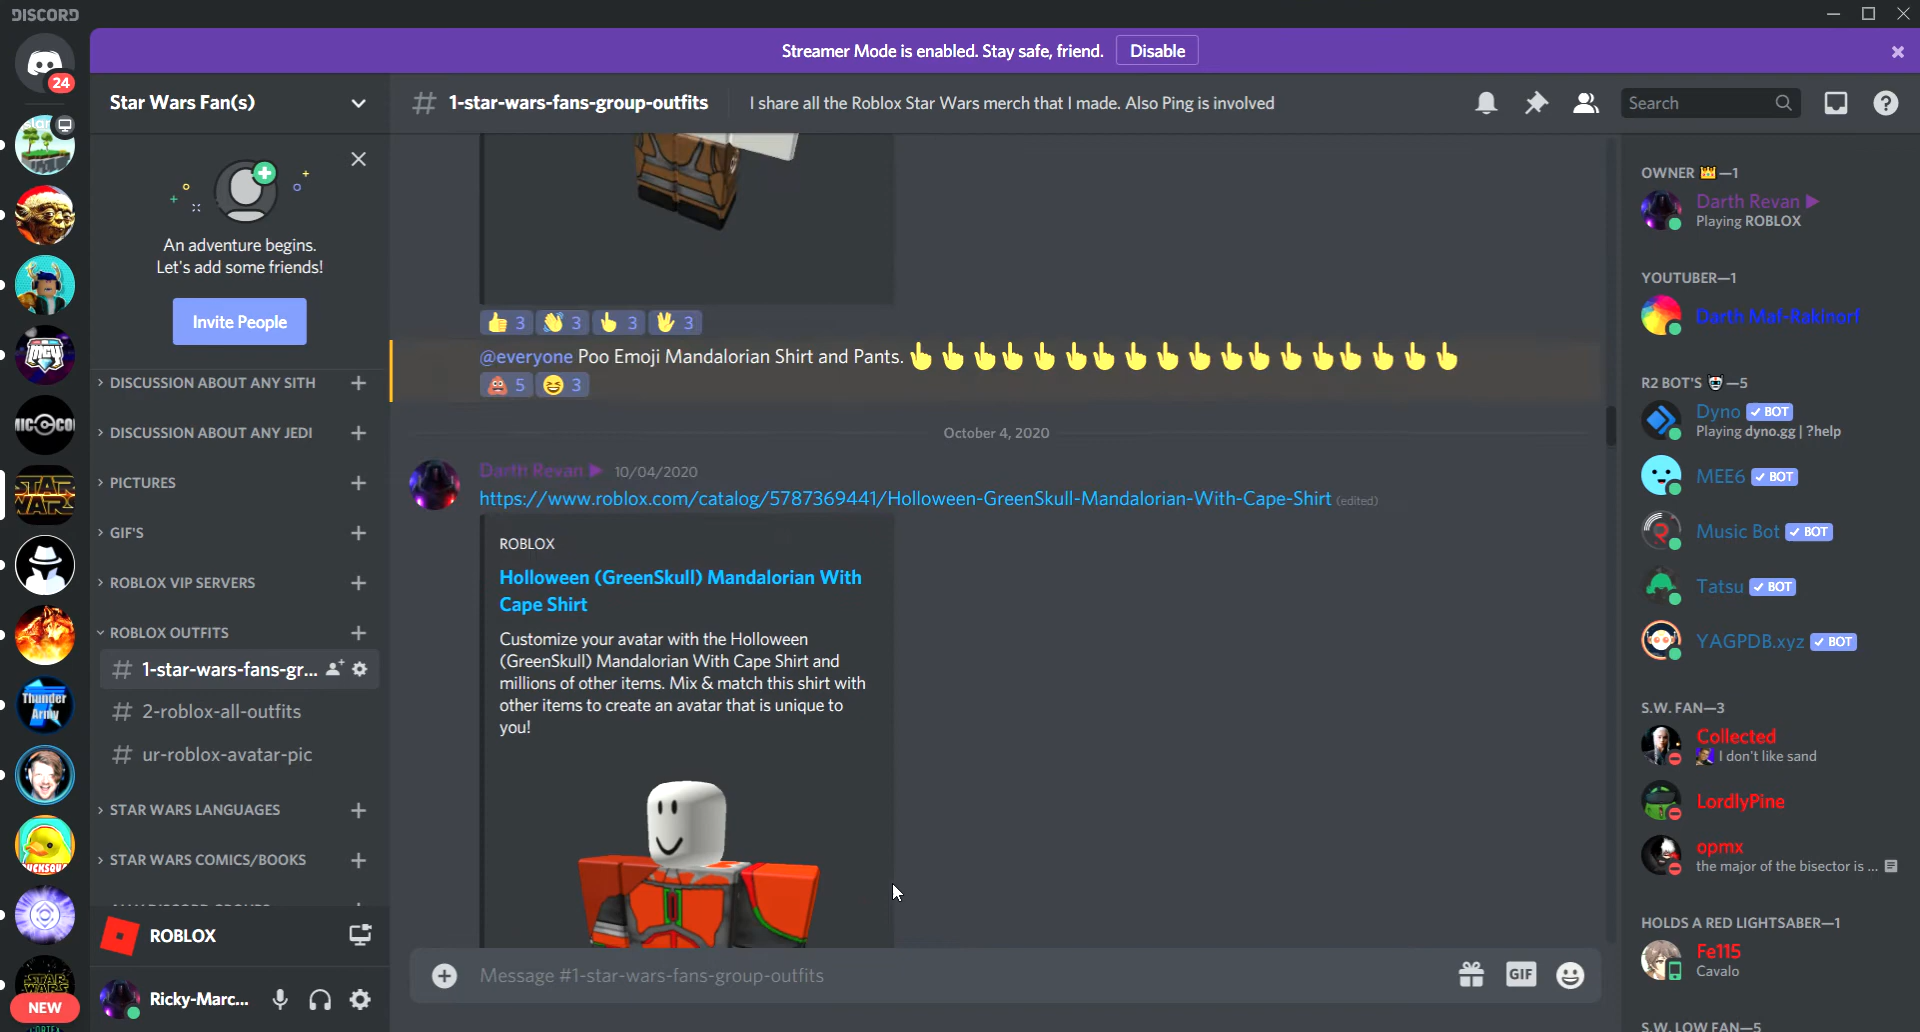 DISCORD
Streamer Mode is enabled. Stay safe, friend. Disable
24
Star Wars Fan(s)
1-star-wars-fans-group-outfits
I share all the Roblox Star Wars merch that I made. Also Ping is involved
Search
An adventure begins.
Let's add some friends!
Invite People
DISCUSSION ABOUT ANY SITH
DISCUSSION ABOUT ANY JEDI
PICTURES
GIF'S
ROBLOX VIP SERVERS
ROBLOX OUTFITS
1-star-wars-fans-gr...
2-roblox-all-outfits
ur-roblox-avatar-pic
STAR WARS LANGUAGES
STAR WARS COMICS/BOOKS
ROBLOX
Ricky-Marc...
STAR
WARS
Thunder
Army
NEW
👍 3 👋 3 👆 3 🖖 3
@everyone Poo Emoji Mandalorian Shirt and Pants. 👆👆👆👆👆👆👆👆👆👆👆👆👆👆👆👆👆👆
💩 5 😆 3
October 4, 2020
Darth Revan 10/04/2020
https://www.roblox.com/catalog/5787369441/Holloween-GreenSkull-Mandalorian-With-Cape-Shirt (edited)
ROBLOX
Holloween (GreenSkull) Mandalorian With
Cape Shirt
Customize your avatar with the Holloween
(GreenSkull) Mandalorian With Cape Shirt and
millions of other items. Mix & match this shirt with
other items to create an avatar that is unique to
you!
Message #1-star-wars-fans-group-outfits
GIF
OWNER 👑—1
Darth Revan
Playing ROBLOX
YOUTUBER—1
Darth Maf-Rakinorf
R2 BOT'S 🤖—5
Dyno ✓ BOT
Playing dyno.gg | ?help
MEE6 ✓ BOT
Music Bot ✓ BOT
Tatsu ✓ BOT
YAGPDB.xyz ✓ BOT
S.W. FAN—3
Collected
I don't like sand
LordlyPine
opmx
the major of the bisector is ...
HOLDS A RED LIGHTSABER—1
Fe115
Cavalo
S.W. LOW FAN—5